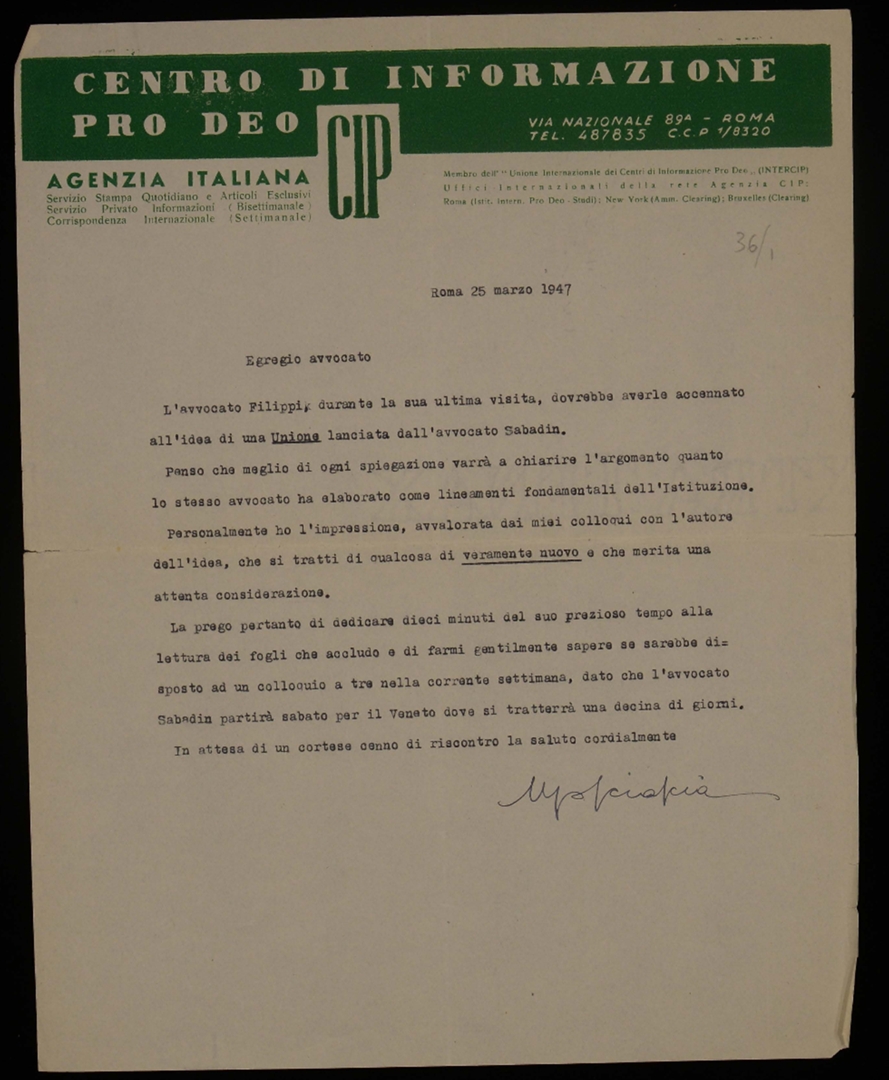 CENTRO DI INFORMAZIONE
PRO DEO
CIP
VIA NAZIONALE 89A - ROMA
TEL. 487835 C.C.P 1/8320
AGENZIA ITALIANA
Servizio Stampa Quotidiano e Articoli Esclusivi
Servizio Privato Informazioni (Bisettimanale)
Corrispondenza Internazionale (Settimanale)
Membro dell' "Unione Internazionale dei Centri di Informazione Pro Deo„ (INTERCIP)
Uffici Internazionali della rete Agenzia CIP:
Roma (Istit. Intern. Pro Deo - Studi); New York (Amm. Clearing); Bruxelles (Clearing)
36/1
Roma 25 marzo 1947
Egregio avvocato
L'avvocato Filippi, durante la sua ultima visita, dovrebbe averle accennato
all'idea di una Unione lanciata dall'avvocato Sabadin.
Penso che meglio di ogni spiegazione varrà a chiarire l'argomento quanto
lo stesso avvocato ha elaborato come lineamenti fondamentali dell'Istituzione.
Personalmente ho l'impressione, avvalorata dai miei colloqui con l'autore
dell'idea, che si tratti di qualcosa di veramente nuovo e che merita una
attenta considerazione.
La prego pertanto di dedicare dieci minuti del suo prezioso tempo alla
lettura dei fogli che accludo e di farmi gentilmente sapere se sarebbe di=
sposto ad un colloquio a tre nella corrente settimana, dato che l'avvocato
Sabadin partirà sabato per il Veneto dove si tratterrà una decina di giorni.
In attesa di un cortese cenno di riscontro la saluto cordialmente